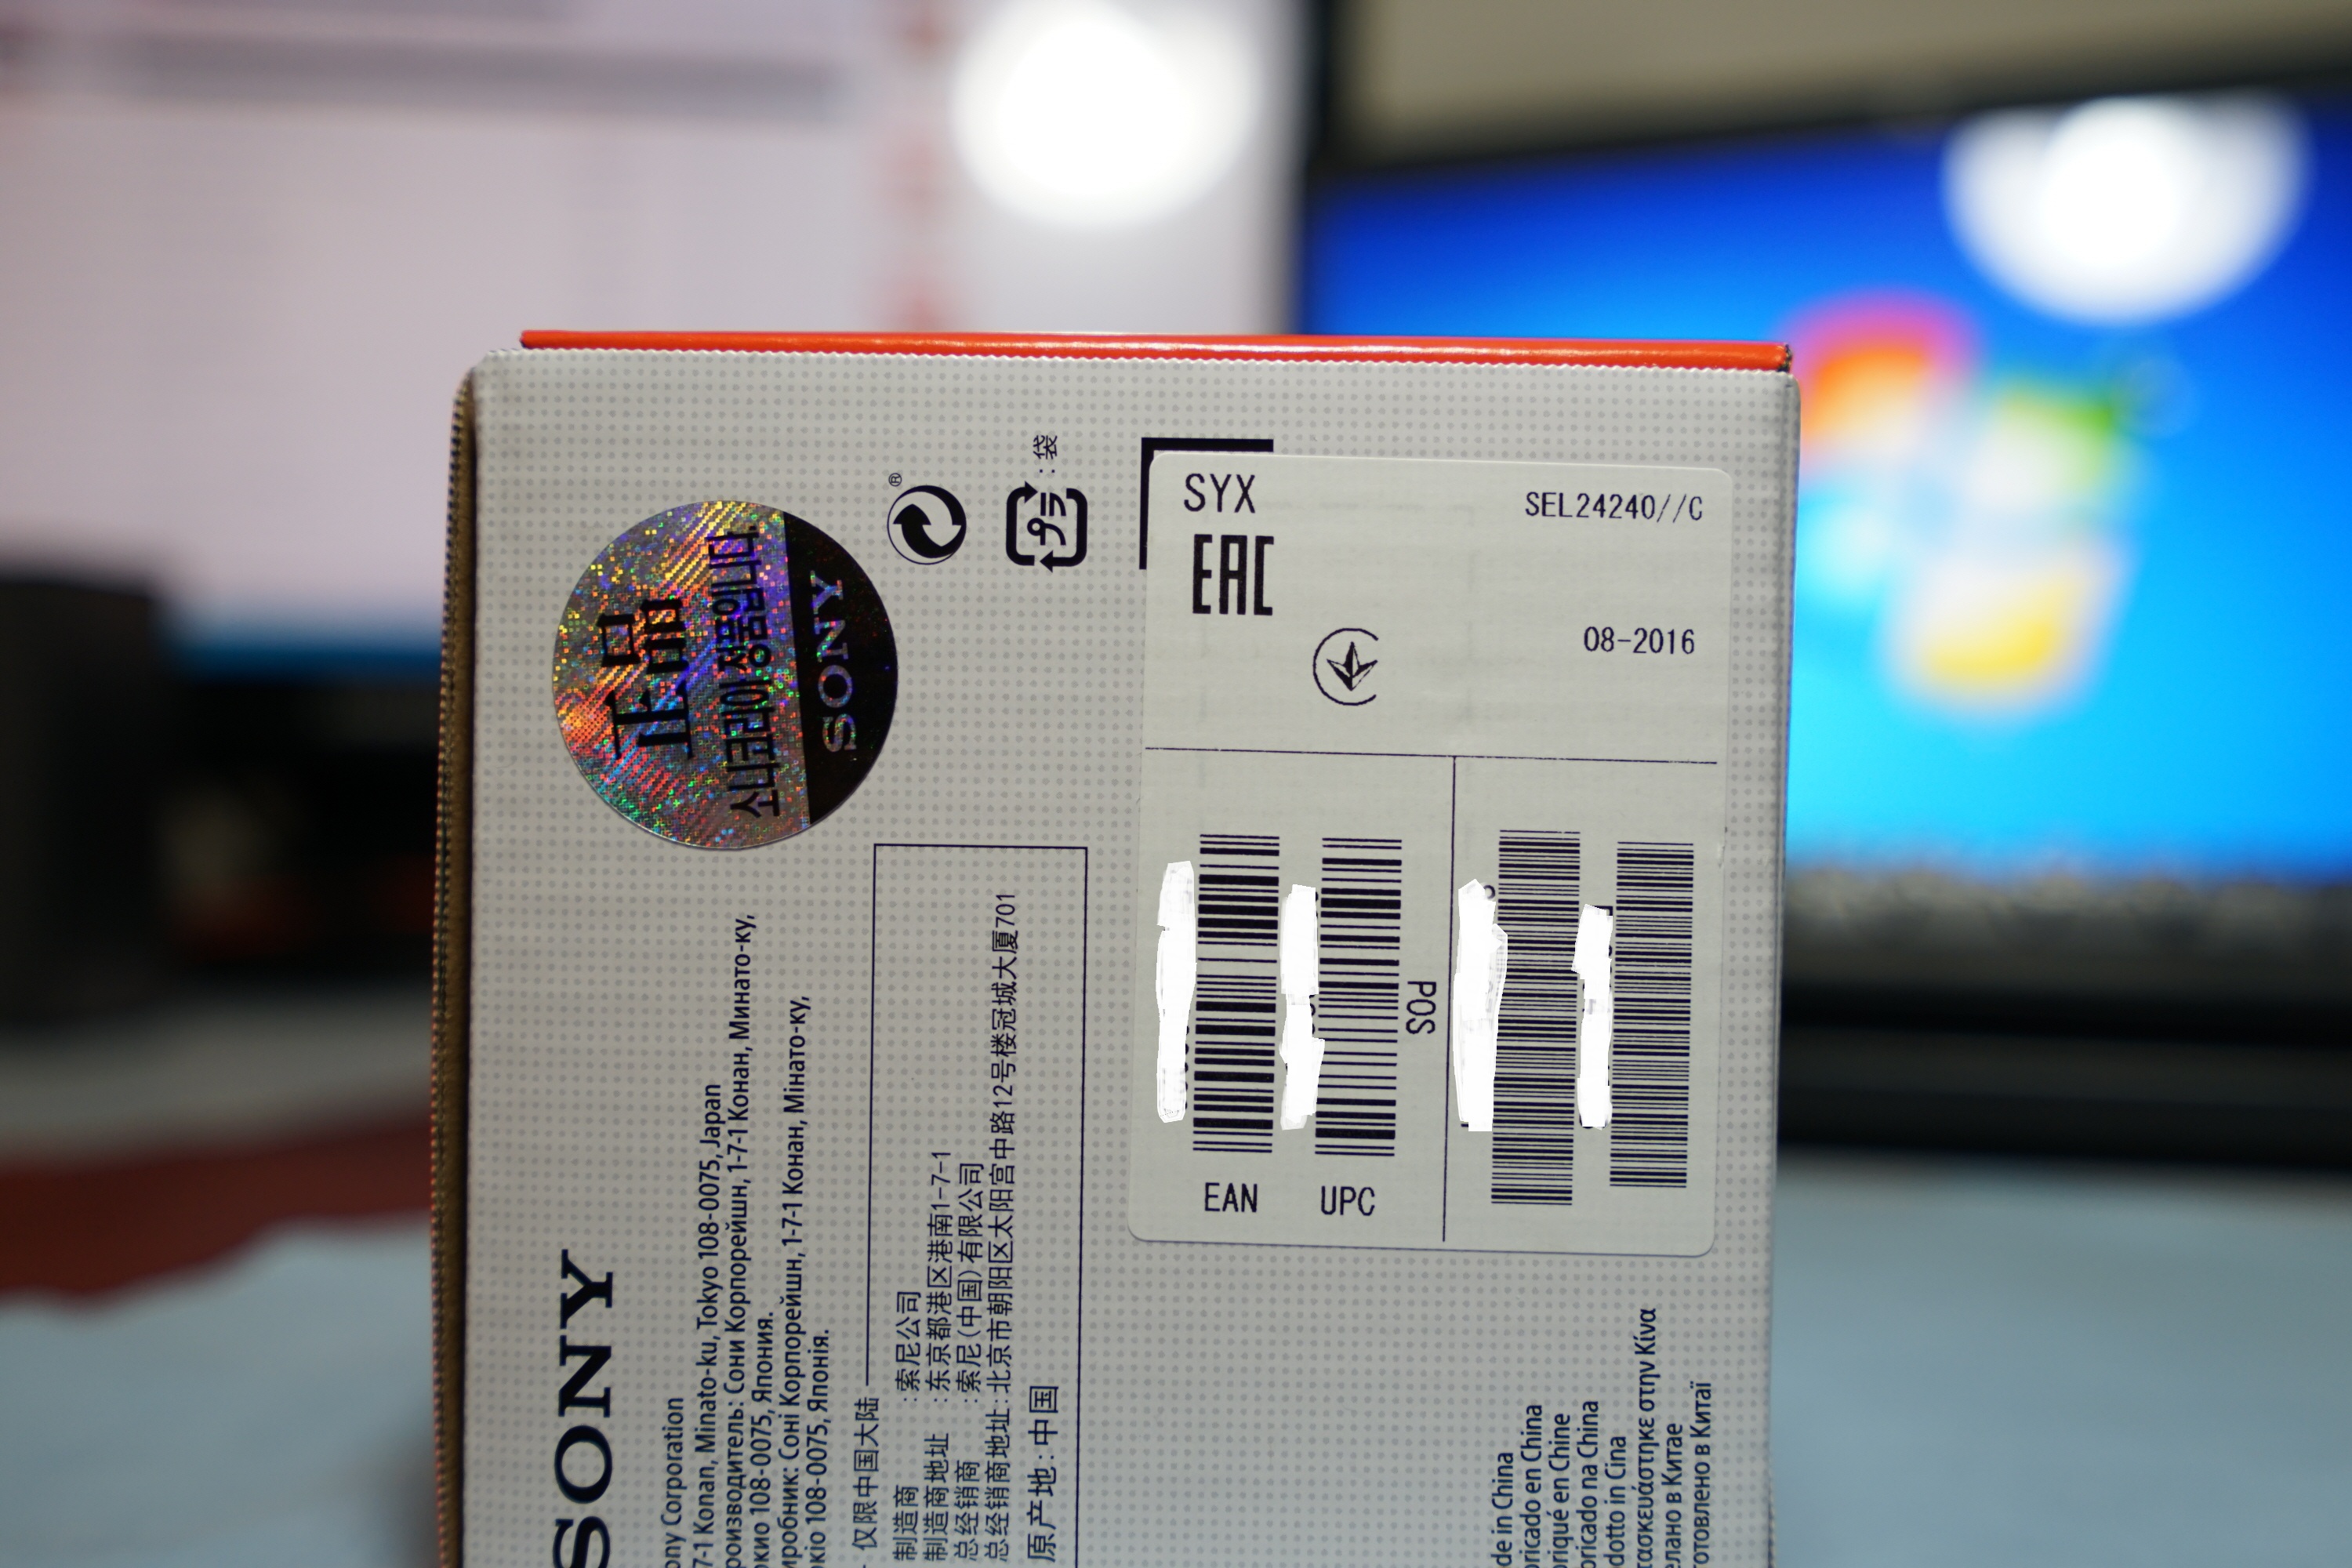 SYX
SEL24240//C
EAC
08-2016
EAN
UPC
POS
正品
소니코리아 정품입니다
SONY
®
プラ
:袋
SONY
ony Corporation
7-1 Konan, Minato-ku, Tokyo 108-0075, Japan
роизводитель: Сони Корпорейшн, 1-7-1 Конан, Минато-ку,
окио 108-0075, Япония.
иробник: Соні Корпорейшн, 1-7-1 Конан, Мінато-ку,
окіо 108-0075, Японія.
仅限中国大陆
制造商 :索尼公司
制造商地址 :东京都港区港南1-7-1
总经销商 :索尼(中国)有限公司
总经销商地址:北京市朝阳区太阳宫中路12号楼冠城大厦701
原产地:中国
de in China
bricado en China
briqué en Chine
bricado na China
dotto in Cina
τασκευάστηκε στην Κίνα
елано в Китае
готовлено в Китаї